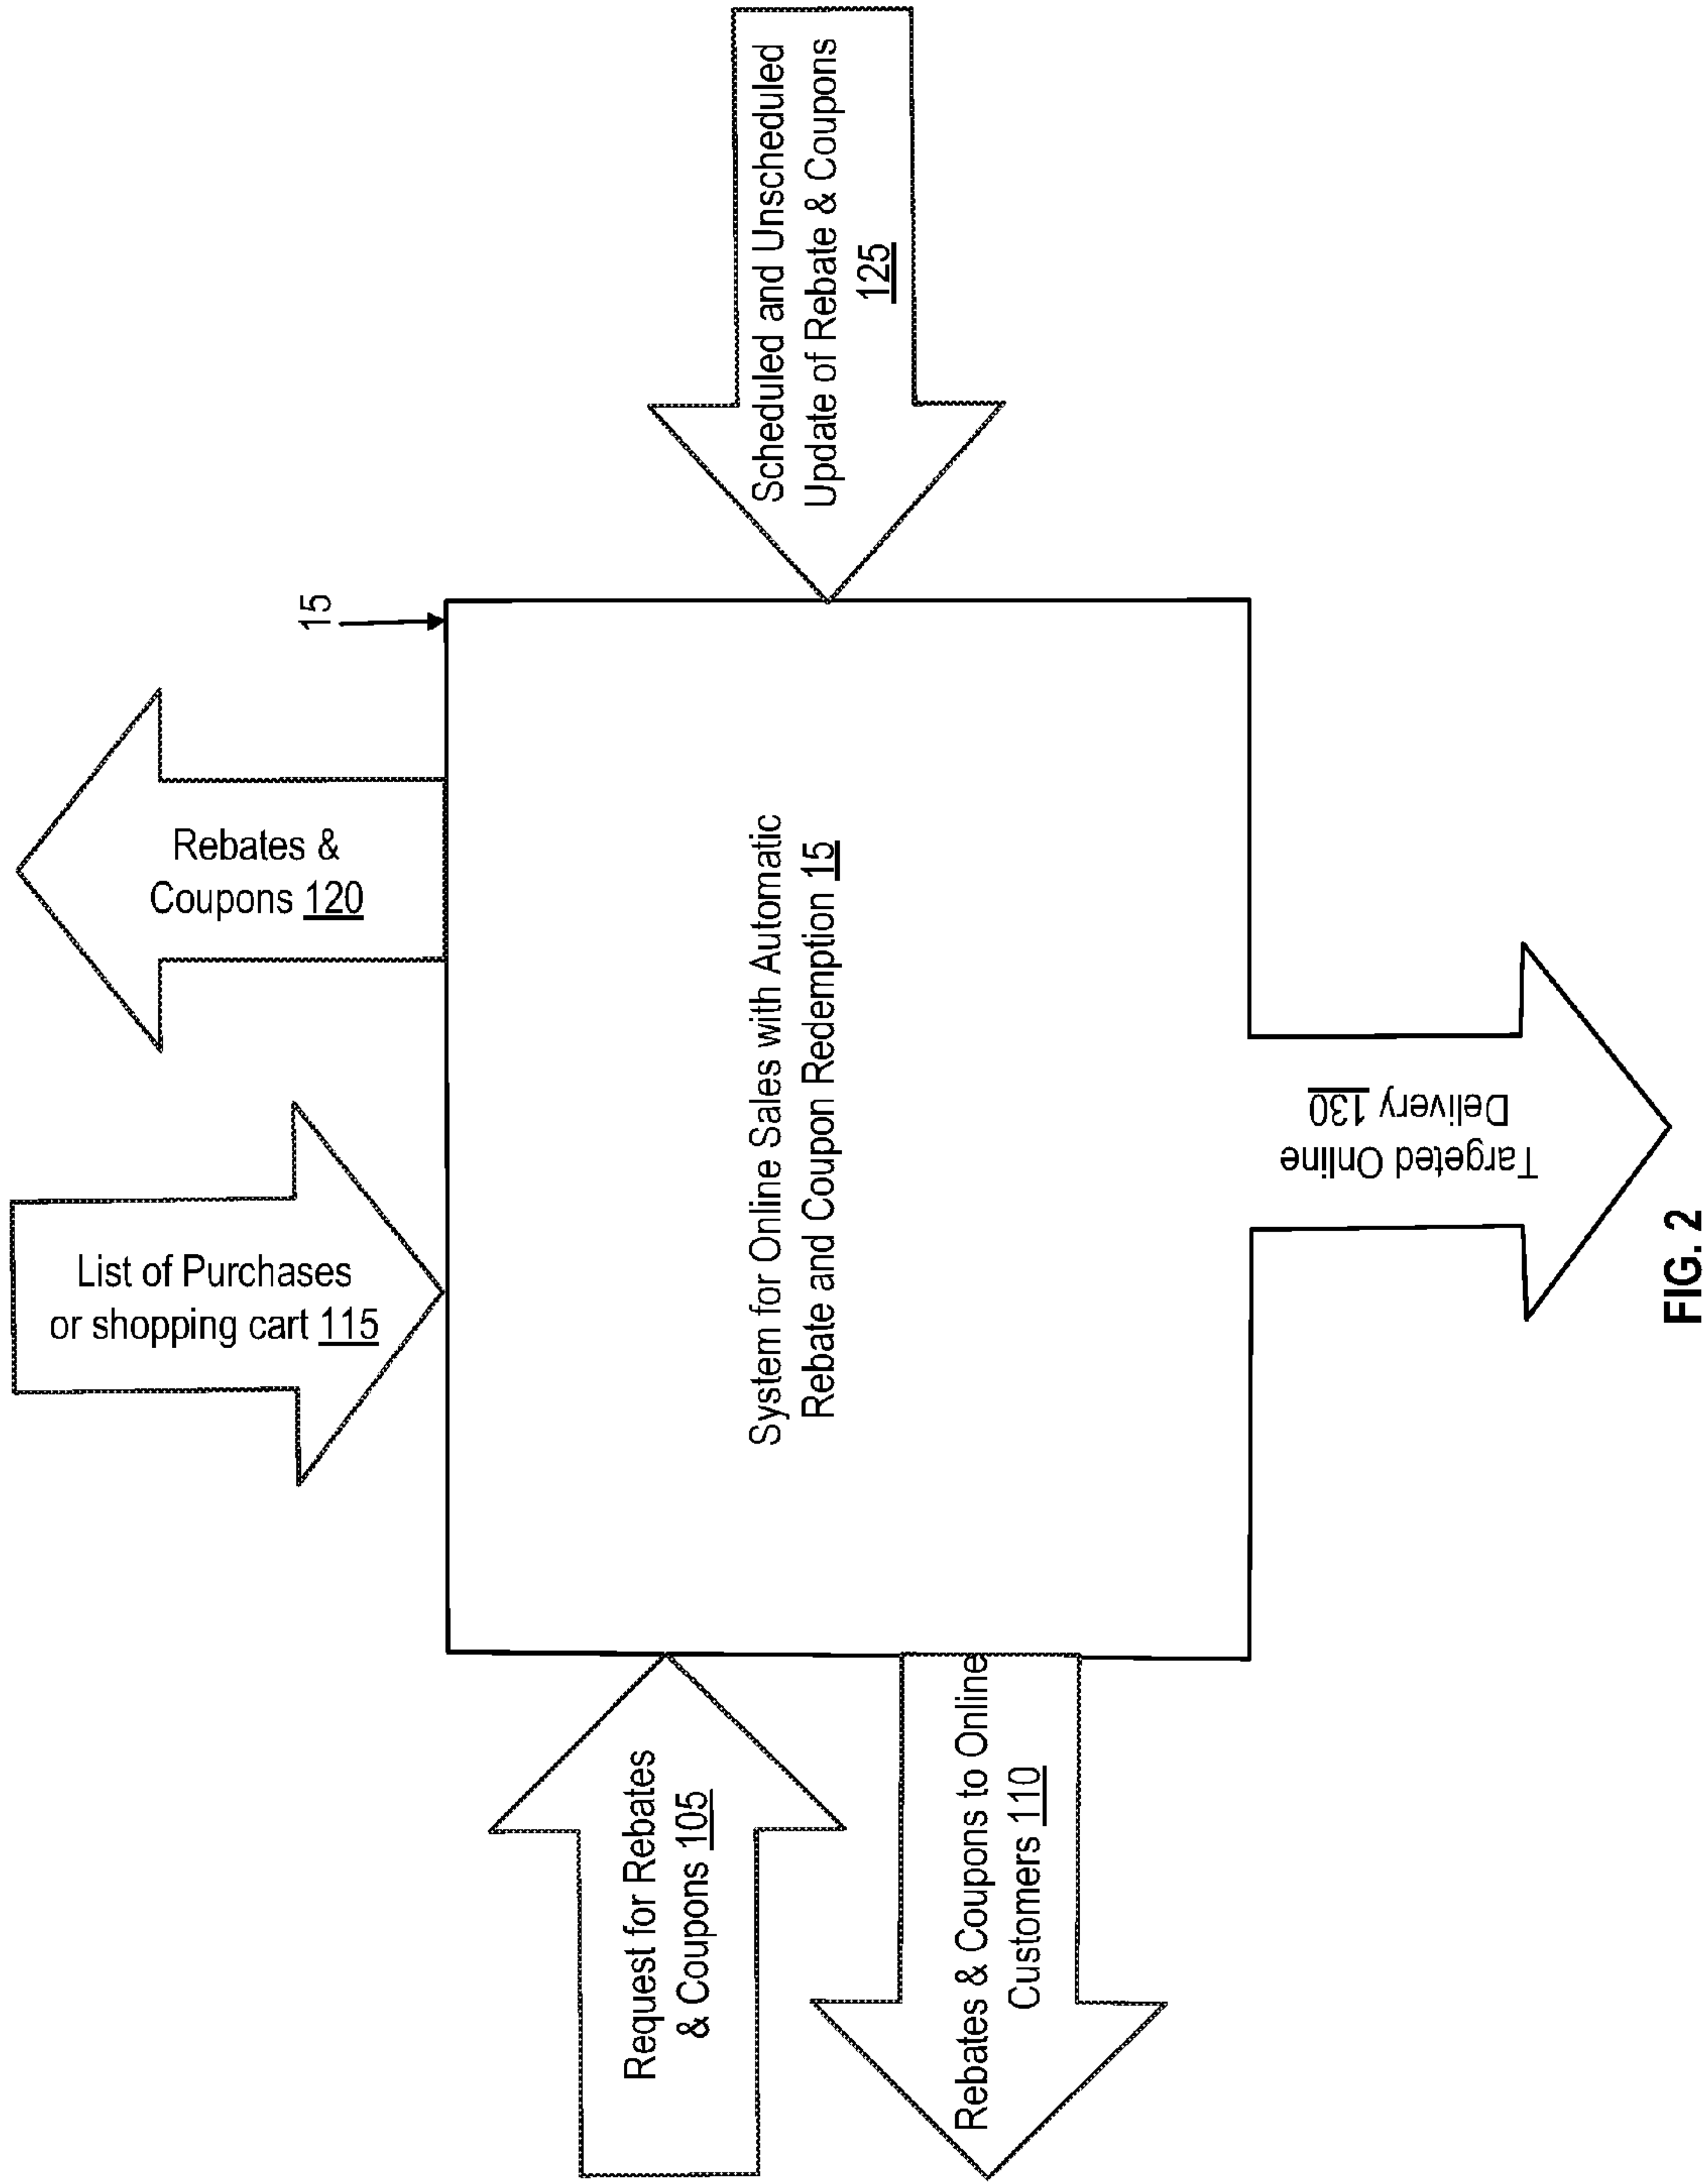 15
Rebates &
Coupons 120
List of Purchases
or shopping cart 115
Scheduled and Unscheduled
Update of Rebate & Coupons
125
System for Online Sales with Automatic
Rebate and Coupon Redemption 15
Request for Rebates
& Coupons 105
Rebates & Coupons to Online
Customers 110
Targeted Online
Delivery 130
FIG. 2